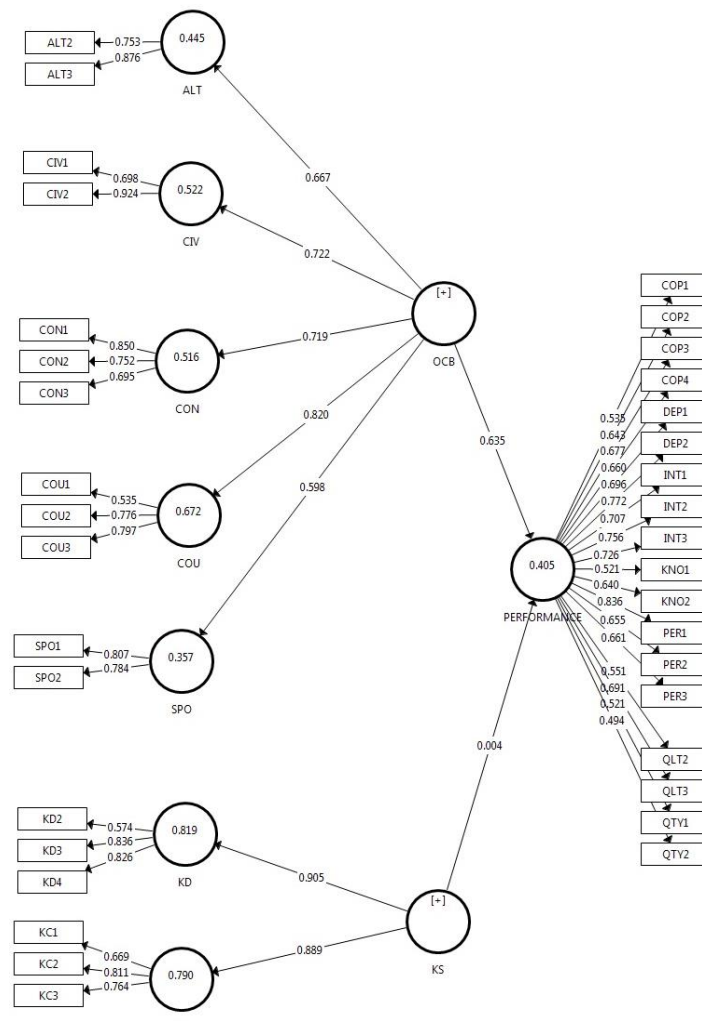 ALT2
0.753
0.445
ALT3
0.876
ALT
CIV1
0.698
CIV2
0.924
0.522
CIV
CON1
0.850
CON2
0.752
CON3
0.695
0.516
CON
COU1
0.535
COU2
0.776
COU3
0.797
0.672
COU
SPO1
0.807
SPO2
0.784
0.357
SPO
KD2
0.574
KD3
0.836
KD4
0.826
0.819
KD
KC1
0.669
KC2
0.811
KC3
0.764
0.790
0.667
0.722
0.719
0.820
0.598
[+]
OCB
0.635
0.004
0.905
0.889
[+]
KS
0.405
PERFORMANCE
0.535
0.643
0.677
0.660
0.696
0.772
0.707
0.756
0.726
0.521
0.640
0.836
0.655
0.661
0.551
0.691
0.521
0.494
COP1
COP2
COP3
COP4
DEP1
DEP2
INT1
INT2
INT3
KNO1
KNO2
PER1
PER2
PER3
QLT2
QLT3
QTY1
QTY2